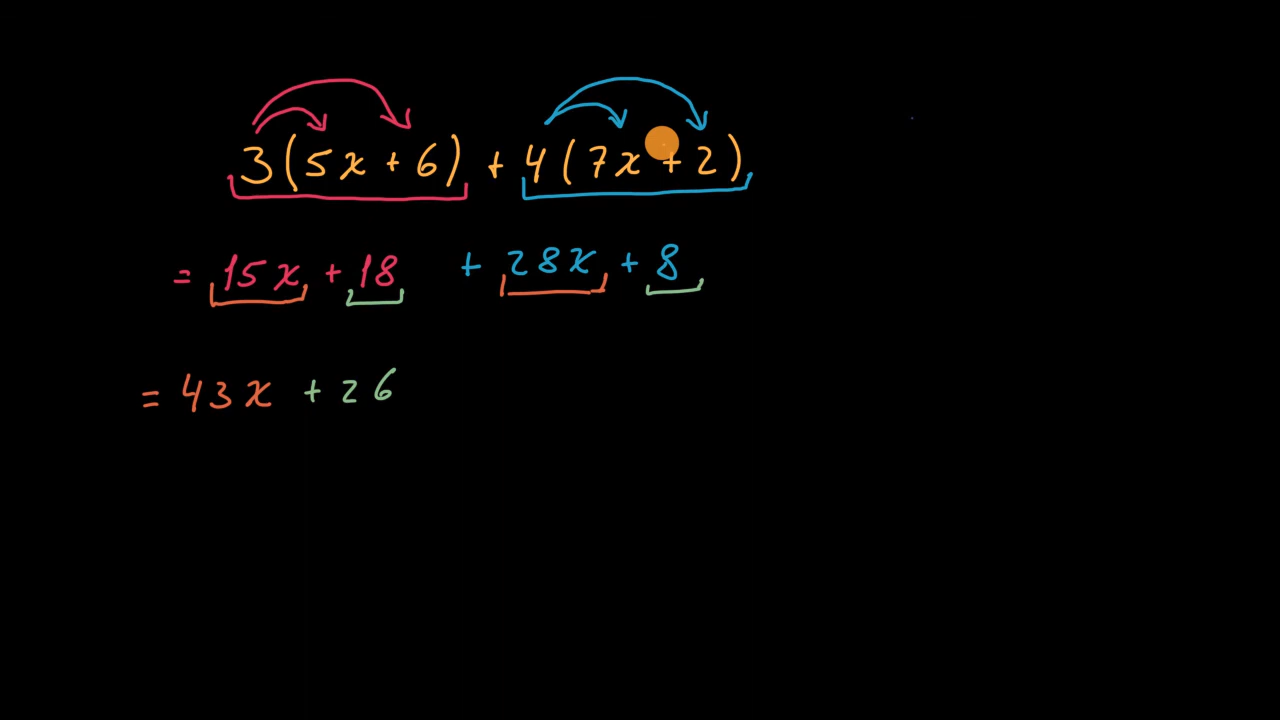 3(5x+6) + 4(7x+2)
= 15x + 18 + 28x + 8
= 43x + 26